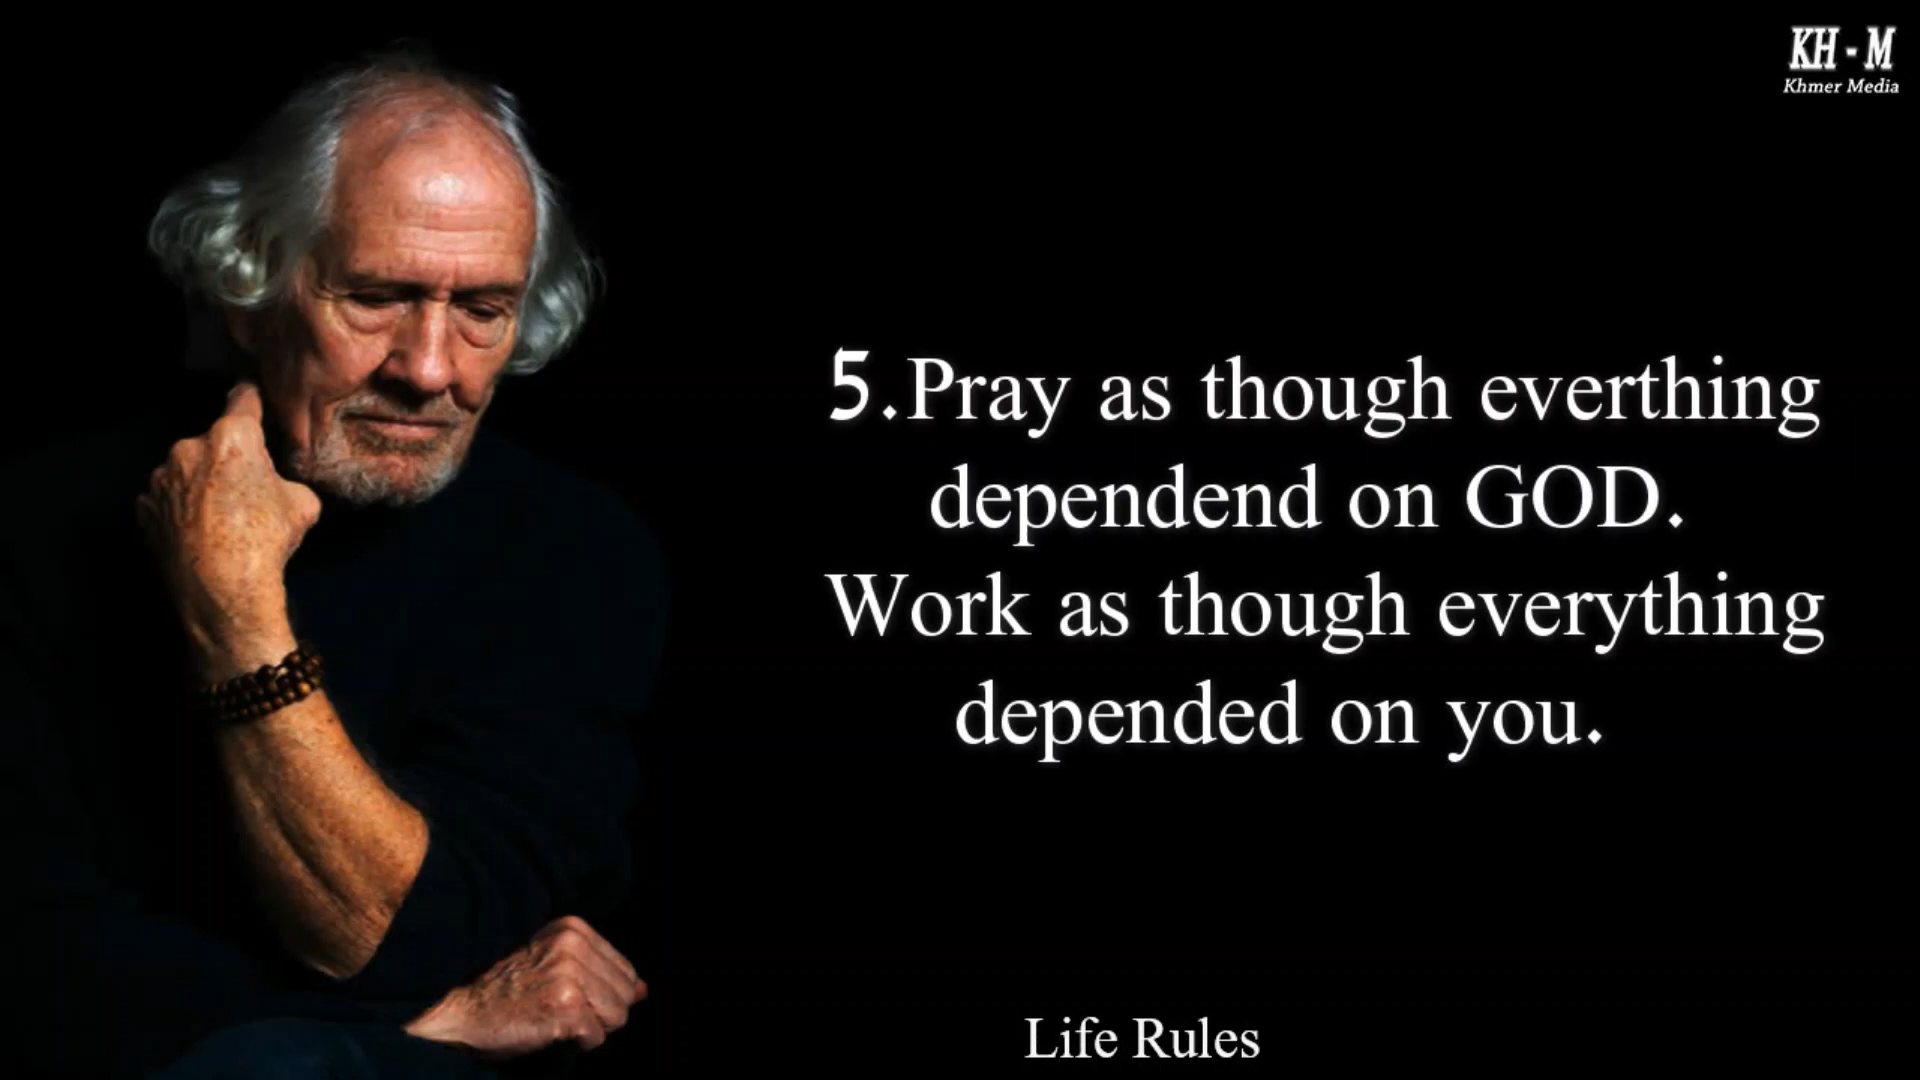 KH - M
Khmer Media
5.Pray as though everthing
dependend on GOD.
Work as though everything
depended on you.
Life Rules